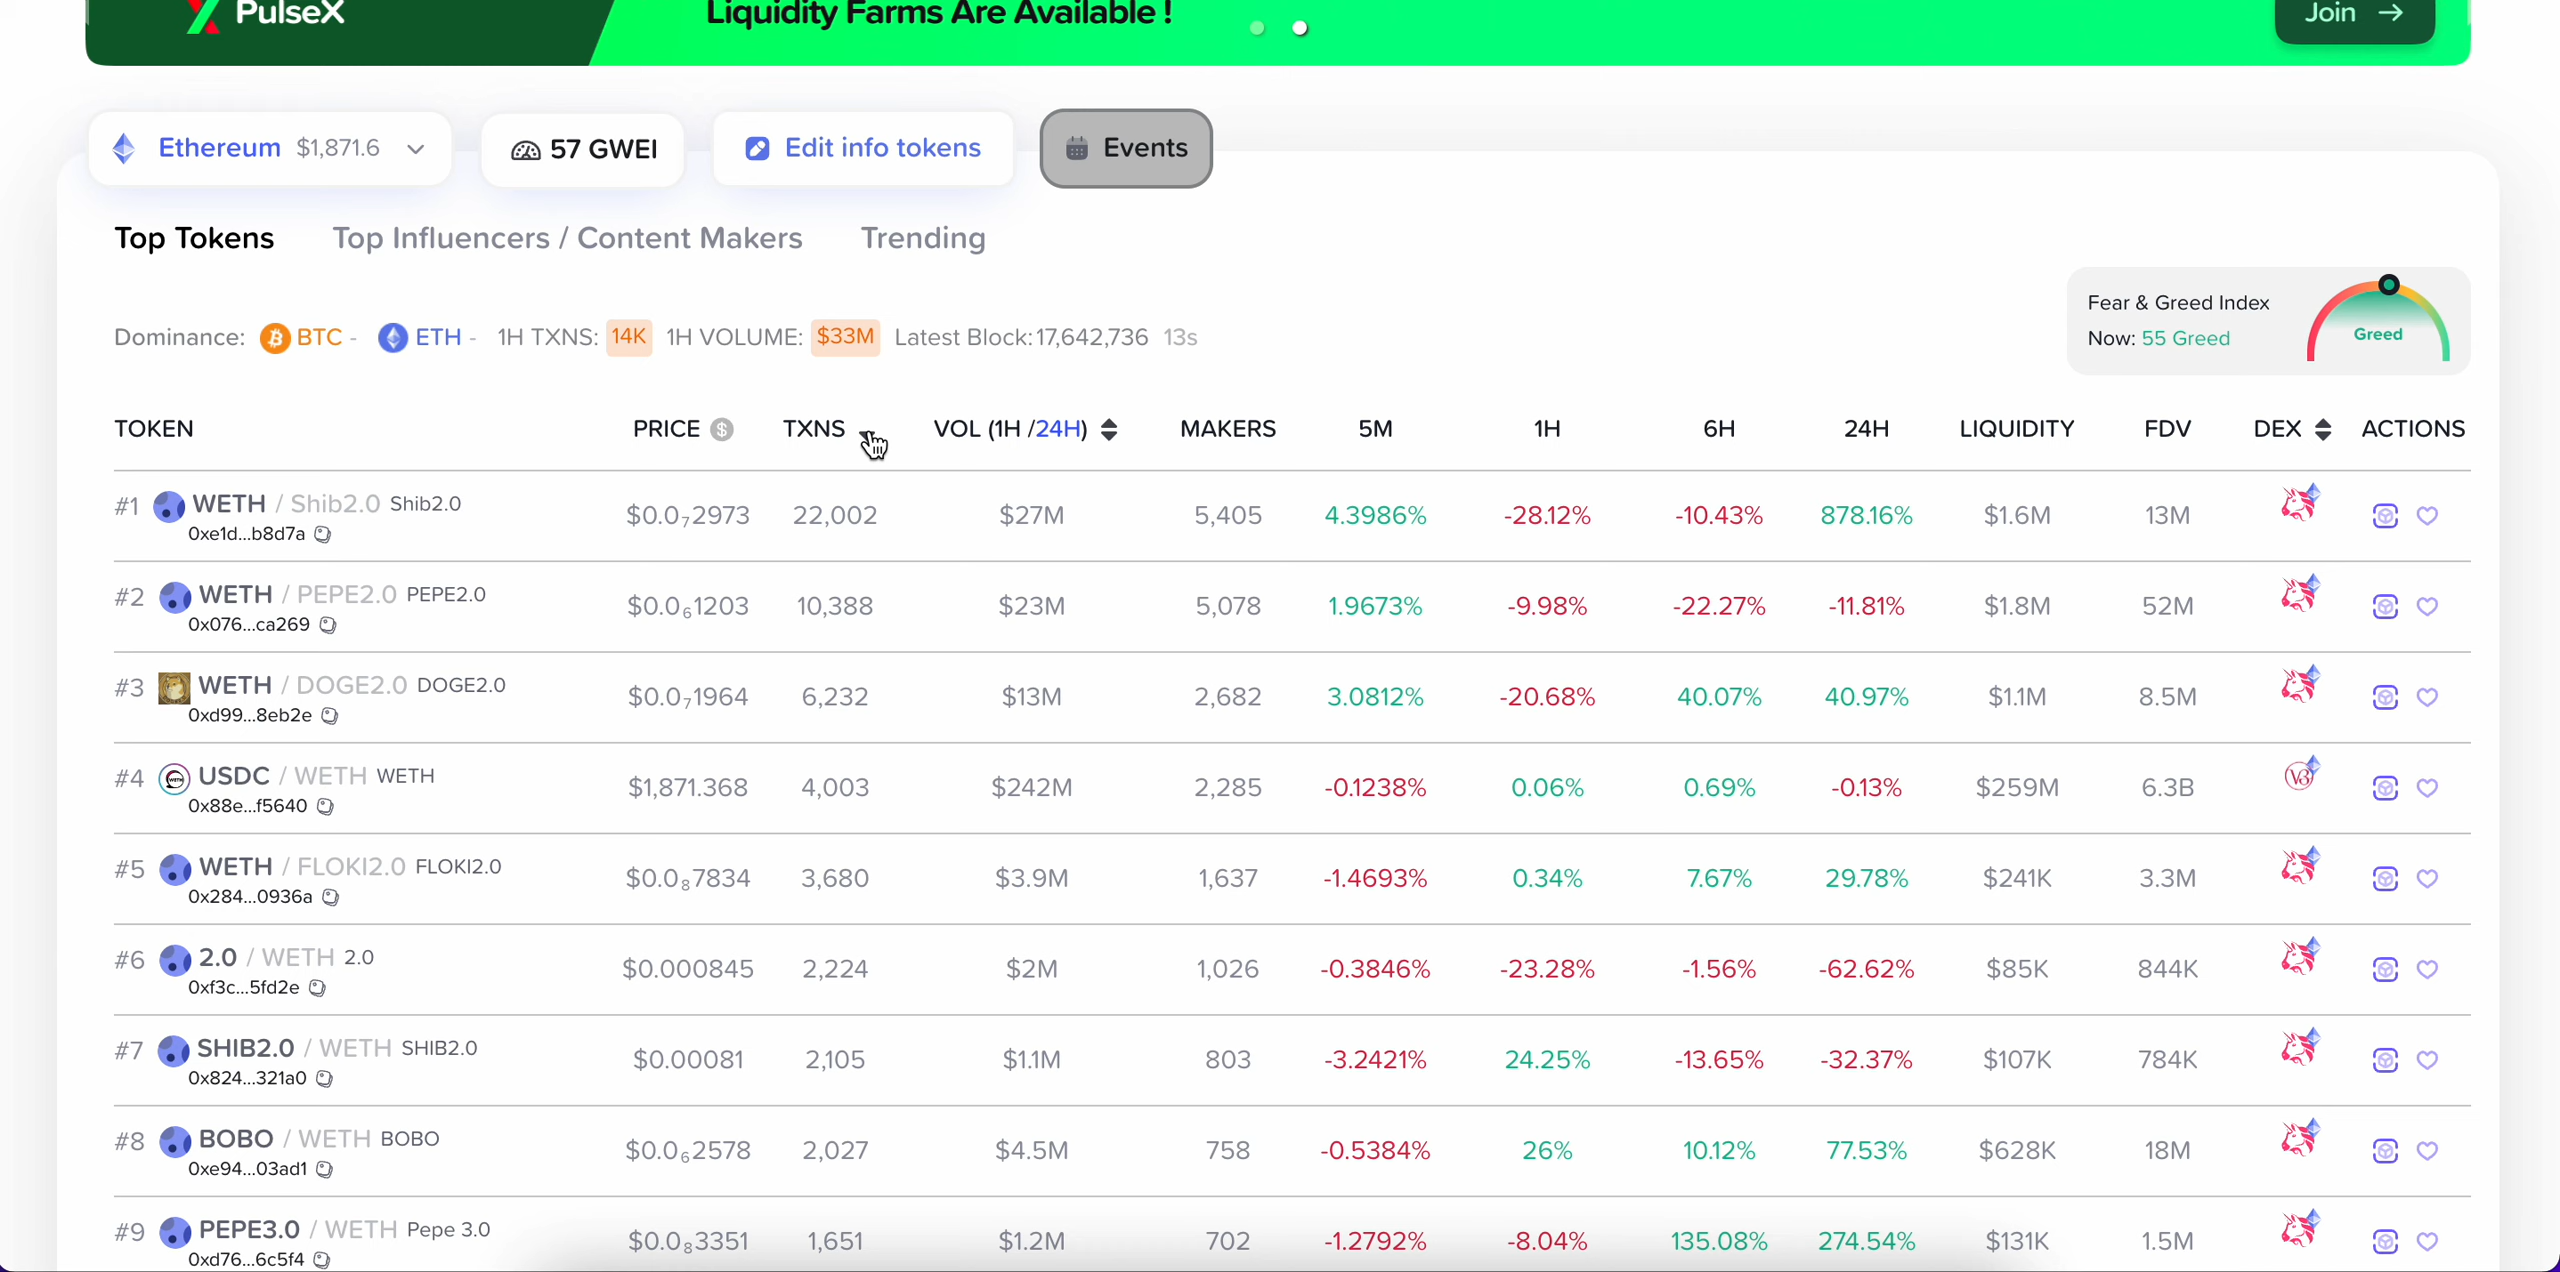 PulseX
Liquidity Farms Are Available !
Join →
Ethereum $1,871.6
57 GWEI
Edit info tokens
Events
Top Tokens Top Influencers / Content Makers Trending
Fear & Greed Index
Now: 55 Greed
Greed
Dominance: BTC - ETH - 1H TXNS: 14K 1H VOLUME: $33M Latest Block:17,642,736 13s
TOKEN PRICE $ TXNS VOL (1H /24H) MAKERS 5M 1H 6H 24H LIQUIDITY FDV DEX ACTIONS
#1 WETH / Shib2.0 Shib2.0
0xe1d...b8d7a
$0.0₇2973 22,002 $27M 5,405 4.3986% -28.12% -10.43% 878.16% $1.6M 13M
#2 WETH / PEPE2.0 PEPE2.0
0x076...ca269
$0.0₆1203 10,388 $23M 5,078 1.9673% -9.98% -22.27% -11.81% $1.8M 52M
#3 WETH / DOGE2.0 DOGE2.0
0xd99...8eb2e
$0.0₇1964 6,232 $13M 2,682 3.0812% -20.68% 40.07% 40.97% $1.1M 8.5M
#4 USDC / WETH WETH
0x88e...f5640
$1,871.368 4,003 $242M 2,285 -0.1238% 0.06% 0.69% -0.13% $259M 6.3B V3
#5 WETH / FLOKI2.0 FLOKI2.0
0x284...0936a
$0.0₈7834 3,680 $3.9M 1,637 -1.4693% 0.34% 7.67% 29.78% $241K 3.3M
#6 2.0 / WETH 2.0
0xf3c...5fd2e
$0.000845 2,224 $2M 1,026 -0.3846% -23.28% -1.56% -62.62% $85K 844K
#7 SHIB2.0 / WETH SHIB2.0
0x824...321a0
$0.00081 2,105 $1.1M 803 -3.2421% 24.25% -13.65% -32.37% $107K 784K
#8 BOBO / WETH BOBO
0xe94...03ad1
$0.0₆2578 2,027 $4.5M 758 -0.5384% 26% 10.12% 77.53% $628K 18M
#9 PEPE3.0 / WETH Pepe 3.0
0xd76...6c5f4
$0.0₈3351 1,651 $1.2M 702 -1.2792% -8.04% 135.08% 274.54% $131K 1.5M